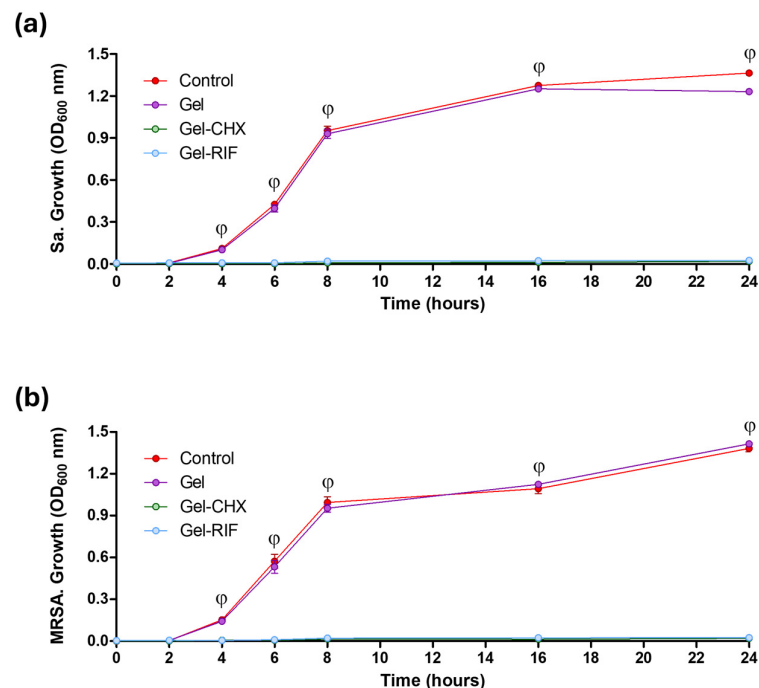 (a)
Sa. Growth (OD600 nm)
1.5
1.2
0.9
0.6
0.3
0.0
Control
Gel
Gel-CHX
Gel-RIF
φ φ φ φ φ
0 2 4 6 8 10 12 14 16 18 20 22 24
Time (hours)
(b)
MRSA. Growth (OD600 nm)
1.5
1.2
0.9
0.6
0.3
0.0
Control
Gel
Gel-CHX
Gel-RIF
φ φ φ φ φ
0 2 4 6 8 10 12 14 16 18 20 22 24
Time (hours)